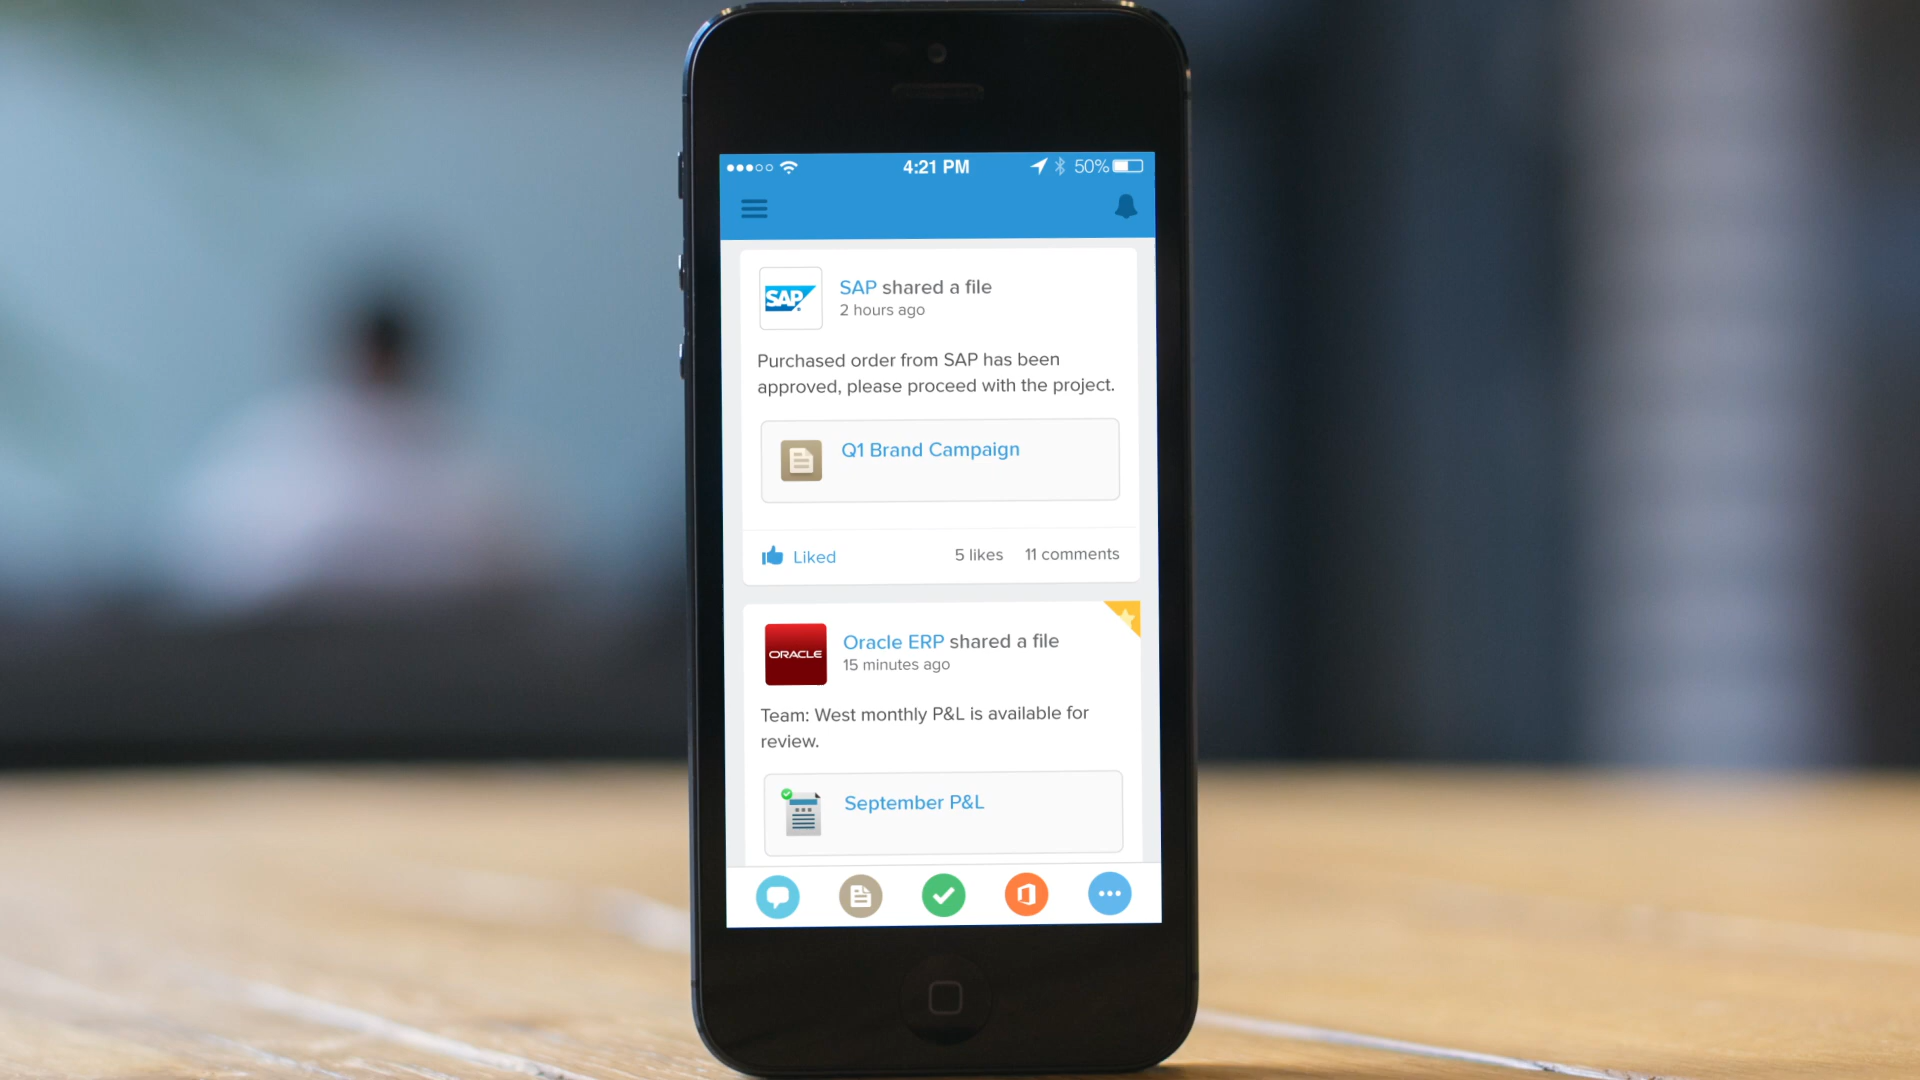 4:21 PM
50%
SAP
SAP shared a file
2 hours ago
Purchased order from SAP has been
approved, please proceed with the project.
Q1 Brand Campaign
Liked
5 likes
11 comments
ORACLE
Oracle ERP shared a file
15 minutes ago
Team: West monthly P&L is available for
review.
September P&L